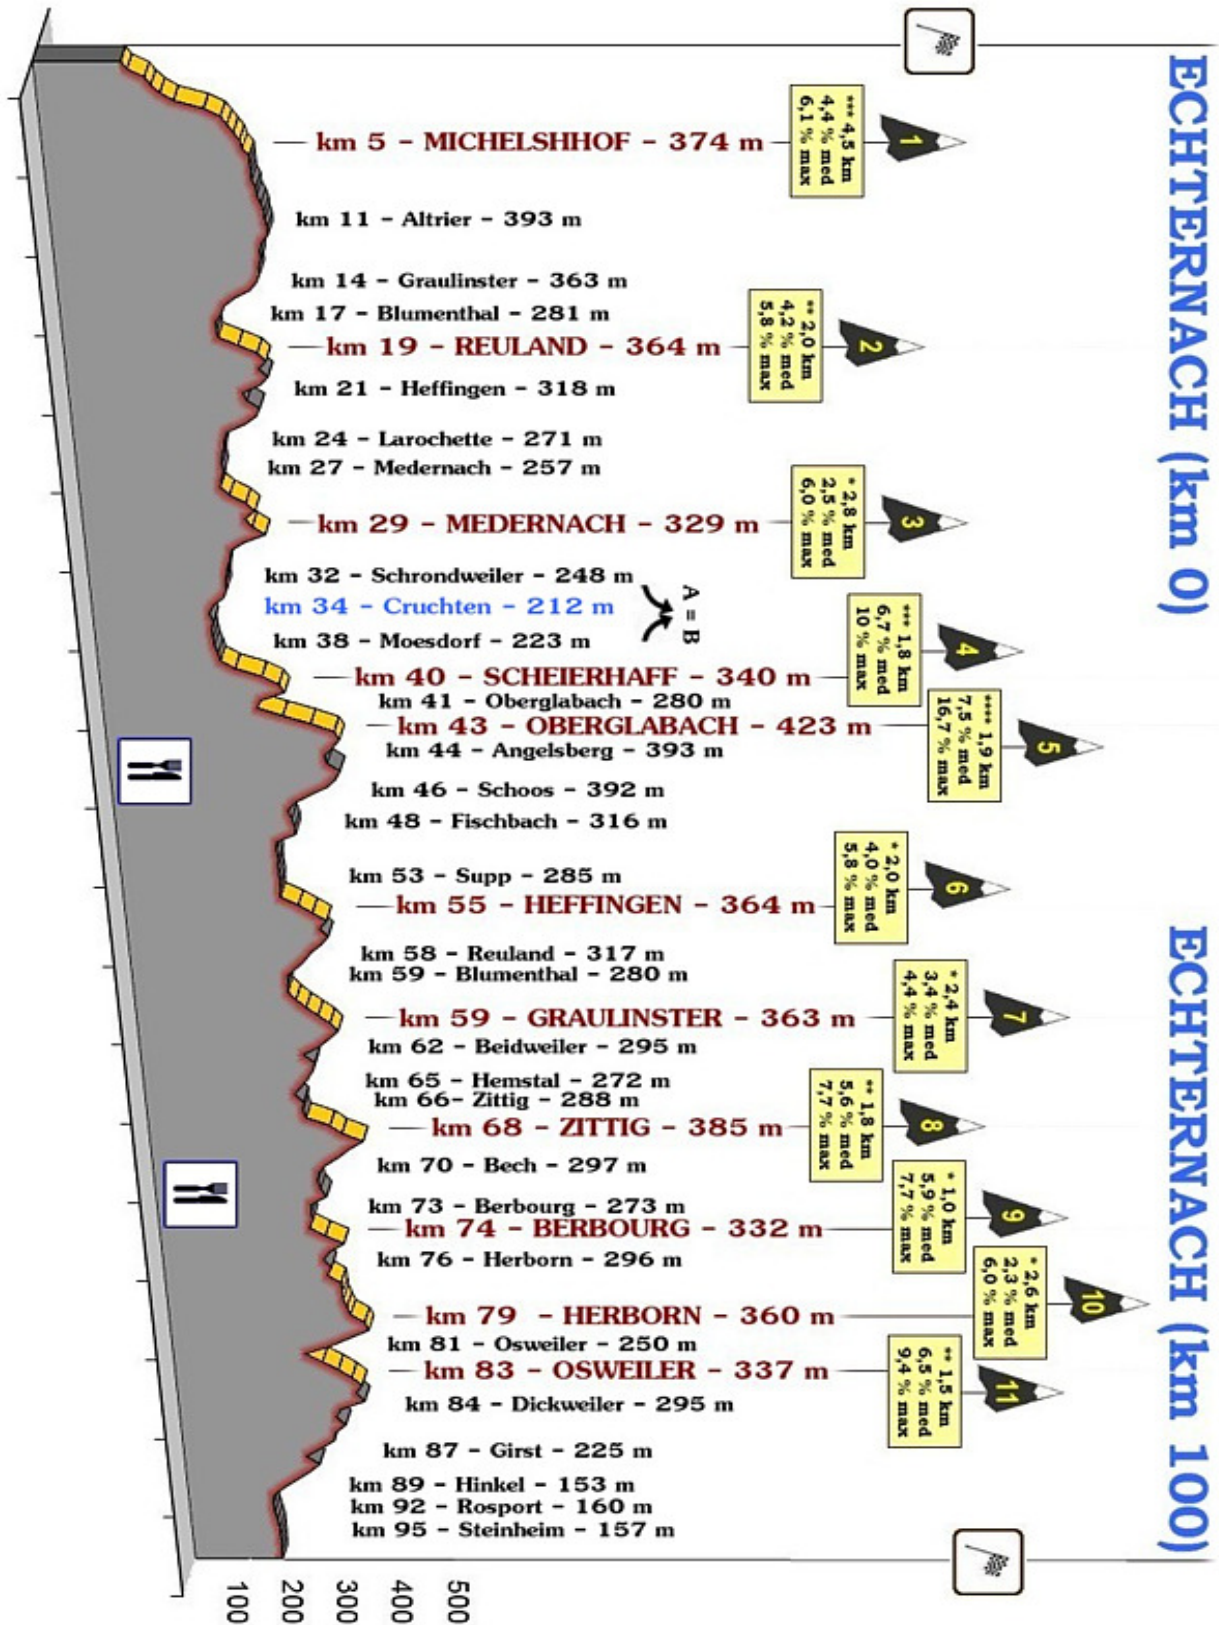 ECHTERNACH (km 0)
ECHTERNACH (km 100)
1
*** 4,5 km
4,4 % med
6,1 % max
km 5 - MICHELSHHOF - 374 m
km 11 - Altrier - 393 m
km 14 - Graulinster - 363 m
km 17 - Blumenthal - 281 m
2
** 2,0 km
4,2 % med
5,8 % max
km 19 - REULAND - 364 m
km 21 - Heffingen - 318 m
km 24 - Larochette - 271 m
km 27 - Medernach - 257 m
3
* 2,8 km
2,5 % med
6,0 % max
km 29 - MEDERNACH - 329 m
km 32 - Schrondweiler - 248 m
km 34 - Cruchten - 212 m
A = B
km 38 - Moesdorf - 223 m
4
*** 1,8 km
6,7 % med
10 % max
km 40 - SCHEIERHAFF - 340 m
km 41 - Oberglabach - 280 m
5
**** 1,9 km
7,5 % med
16,7 % max
km 43 - OBERGLABACH - 423 m
km 44 - Angelsberg - 393 m
km 46 - Schoos - 392 m
km 48 - Fischbach - 316 m
km 53 - Supp - 285 m
6
* 2,0 km
4,0 % med
5,8 % max
km 55 - HEFFINGEN - 364 m
km 58 - Reuland - 317 m
km 59 - Blumenthal - 280 m
7
* 2,4 km
3,4 % med
4,4 % max
km 59 - GRAULINSTER - 363 m
km 62 - Beidweiler - 295 m
km 65 - Hemstal - 272 m
km 66- Zittig - 288 m
8
** 1,8 km
5,6 % med
7,7 % max
km 68 - ZITTIG - 385 m
km 70 - Bech - 297 m
km 73 - Berbourg - 273 m
9
* 1,0 km
5,9 % med
7,7 % max
km 74 - BERBOURG - 332 m
km 76 - Herborn - 296 m
10
* 2,6 km
2,3 % med
6,0 % max
km 79 - HERBORN - 360 m
km 81 - Osweiler - 250 m
11
** 1,5 km
6,5 % med
9,4 % max
km 83 - OSWEILER - 337 m
km 84 - Dickweiler - 295 m
km 87 - Girst - 225 m
km 89 - Hinkel - 153 m
km 92 - Rosport - 160 m
km 95 - Steinheim - 157 m
500
400
300
200
100